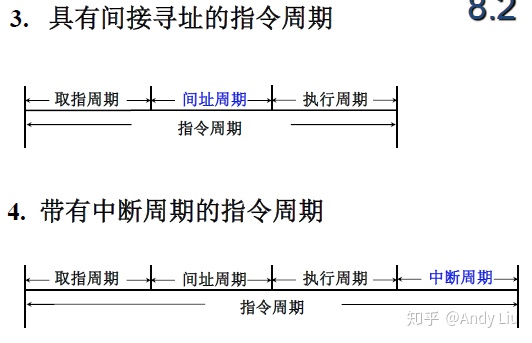 8.2
3. 具有间接寻址的指令周期
取指周期 间址周期 执行周期
指令周期
4. 带有中断周期的指令周期
取指周期 间址周期 执行周期 中断周期
指令周期
知乎 @Andy Liu